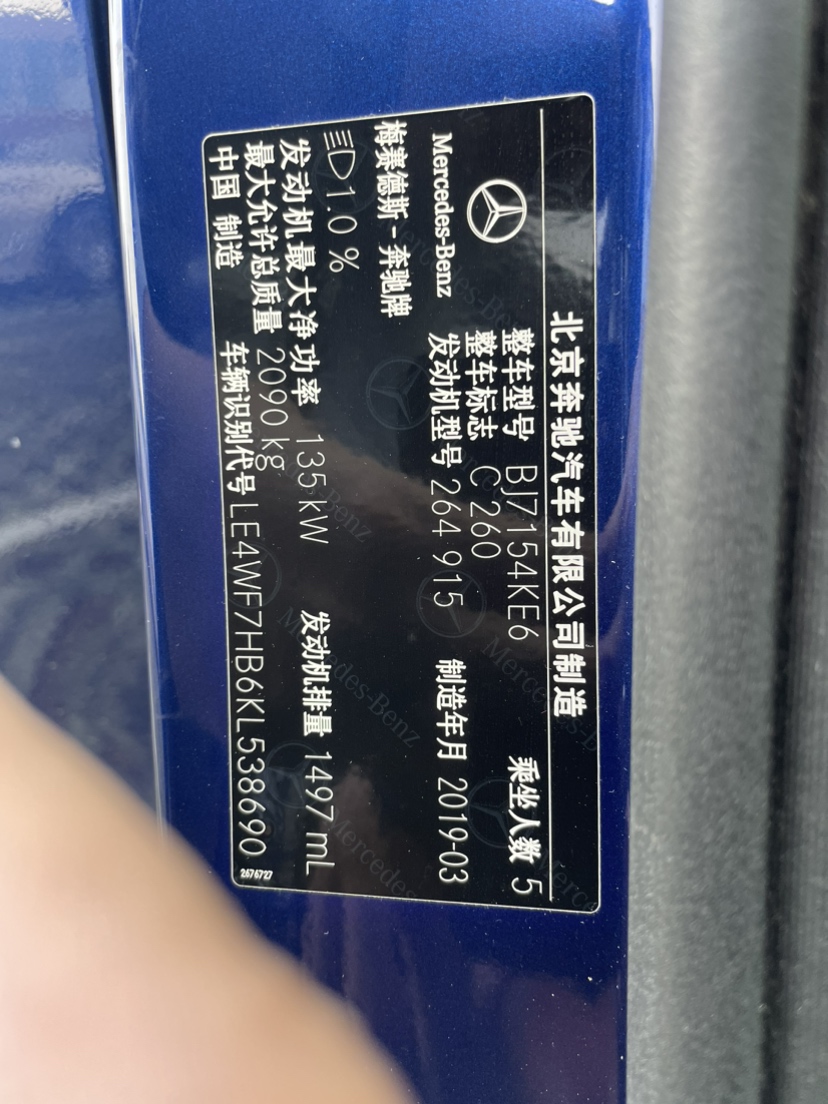 北京奔驰汽车有限公司制造
整车型号 BJ7154KE6 乘坐人数 5
整车标志 C 260
Mercedes-Benz 发动机型号 264 915 制造年月 2019-03
梅赛德斯-奔驰牌
1.0 %
发动机最大净功率 135 kW 发动机排量 1497 mL
最大允许总质量 2090 kg
中国 制造 车辆识别代号 LE4WF7HB6KL538690
2676727